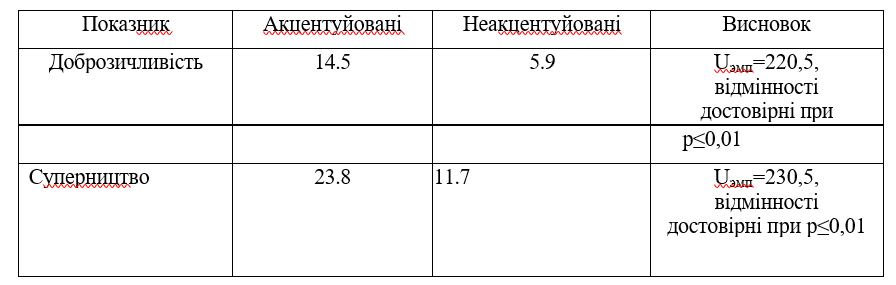 Показник Акцентуйовані Неакцентуйовані Висновок
Доброзичливість 14.5 5.9 Uэмп=220,5,
відмінності
достовірні при
p≤0,01
Суперництво 23.8 11.7 Uэмп=230,5,
відмінності
достовірні при p≤0,01